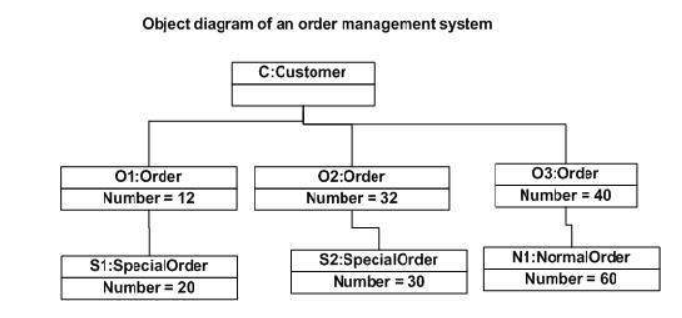 Object diagram of an order management system
C:Customer
O1:Order
Number = 12
O2:Order
Number = 32
O3:Order
Number = 40
S1:SpecialOrder
Number = 20
S2:SpecialOrder
Number = 30
N1:NormalOrder
Number = 60